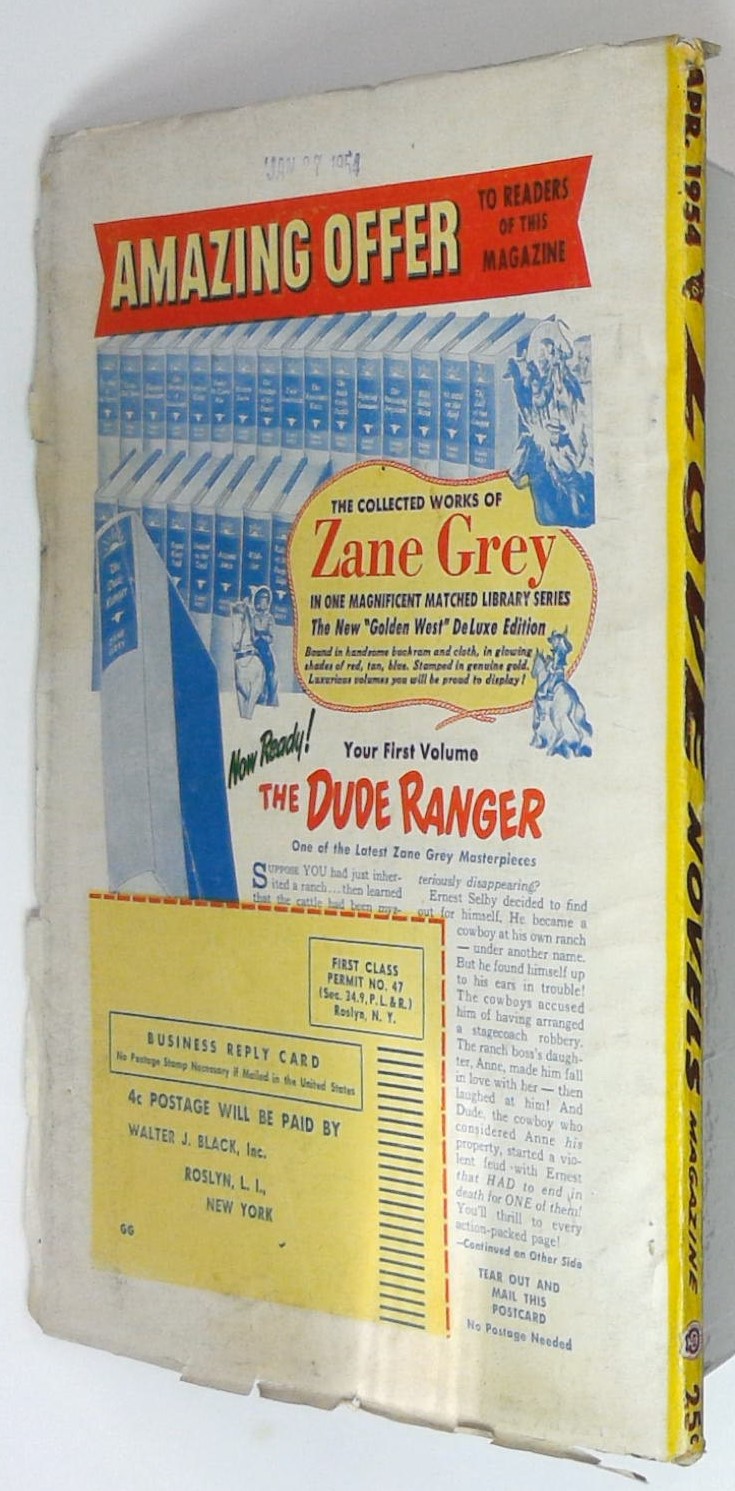 JAN 27 1954
AMAZING OFFER
TO READERS
OF THIS
MAGAZINE
THE COLLECTED WORKS OF
Zane Grey
IN ONE MAGNIFICENT MATCHED LIBRARY SERIES
The New "Golden West" DeLuxe Edition
Bound in handsome buckram and cloth, in glowing
shades of red, tan, blue. Stamped in genuine gold.
Luxurious volumes you will be proud to display!
The
Dude
Ranger
ZANE
GREY
Now Ready!
Your First Volume
THE DUDE RANGER
One of the Latest Zane Grey Masterpieces
SUPPOSE YOU had just inher-
ited a ranch...then learned
that the cattle had been mys-
teriously disappearing?
Ernest Selby decided to find
out for himself. He became a
cowboy at his own ranch
— under another name.
But he found himself up
to his ears in trouble!
The cowboys accused
him of having arranged
a stagecoach robbery.
The ranch boss's daugh-
ter, Anne, made him fall
in love with her — then
laughed at him! And
Dude, the cowboy who
considered Anne his
property, started a vio-
lent feud with Ernest
that HAD to end in
death for ONE of them!
You'll thrill to every
action-packed page!
—Continued on Other Side
TEAR OUT AND
MAIL THIS
POSTCARD
No Postage Needed
FIRST CLASS
PERMIT NO. 47
(Sec. 34.9, P.L.&R.)
Roslyn, N. Y.
BUSINESS REPLY CARD
No Postage Stamp Necessary if Mailed in the United States
4c POSTAGE WILL BE PAID BY
WALTER J. BLACK, Inc.
ROSLYN, L. I.,
NEW YORK
GG
APR. 1954 LOVE NOVELS MAGAZINE 25¢